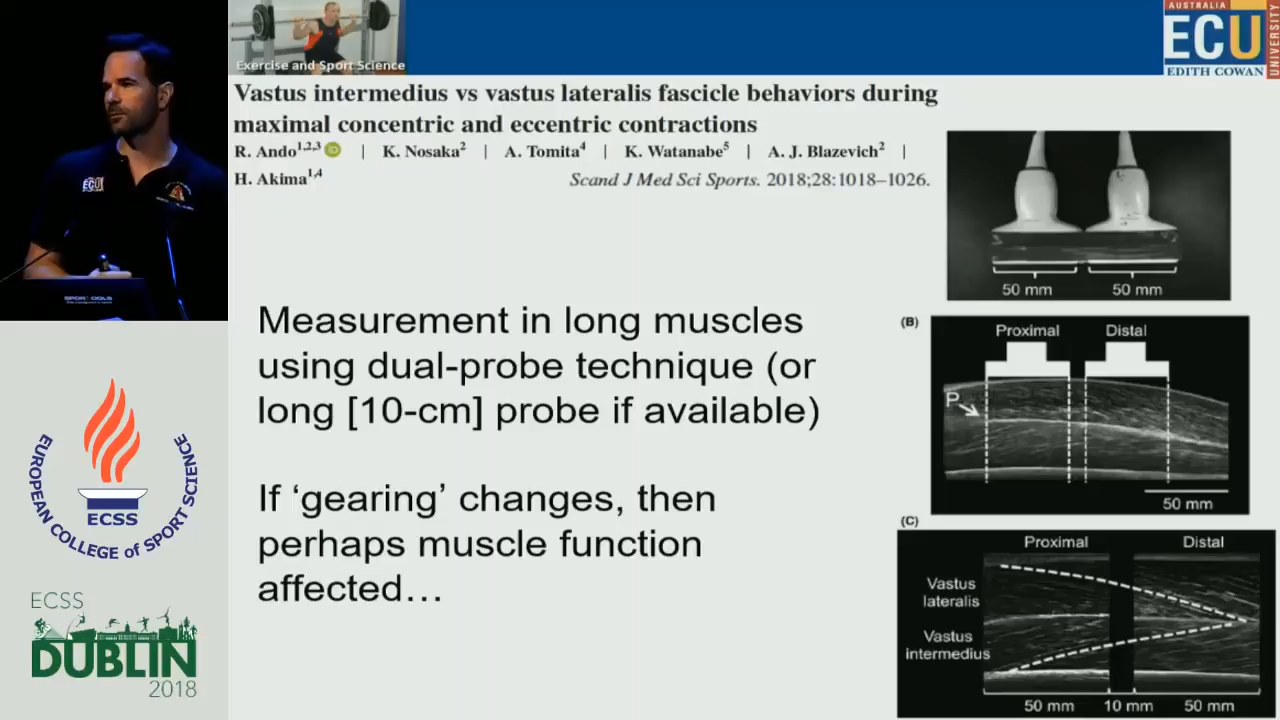 Exercise and Sport Science
AUSTRALIA
ECU
EDITH COWAN
UNIVERSITY
Vastus intermedius vs vastus lateralis fascicle behaviors during
maximal concentric and eccentric contractions
R. Ando1,2,3 | K. Nosaka2 | A. Tomita4 | K. Watanabe5 | A. J. Blazevich2 |
H. Akima1,4
Scand J Med Sci Sports. 2018;28:1018–1026.
Measurement in long muscles
using dual-probe technique (or
long [10-cm] probe if available)
If ‘gearing’ changes, then
perhaps muscle function
affected…
50 mm 50 mm
(B)
Proximal Distal
P
50 mm
(C)
Proximal Distal
Vastus
lateralis
Vastus
intermedius
50 mm 10 mm 50 mm
ECU
EUROPEAN COLLEGE of SPORT SCIENCE
ECSS
ECSS
DUBLIN
2018